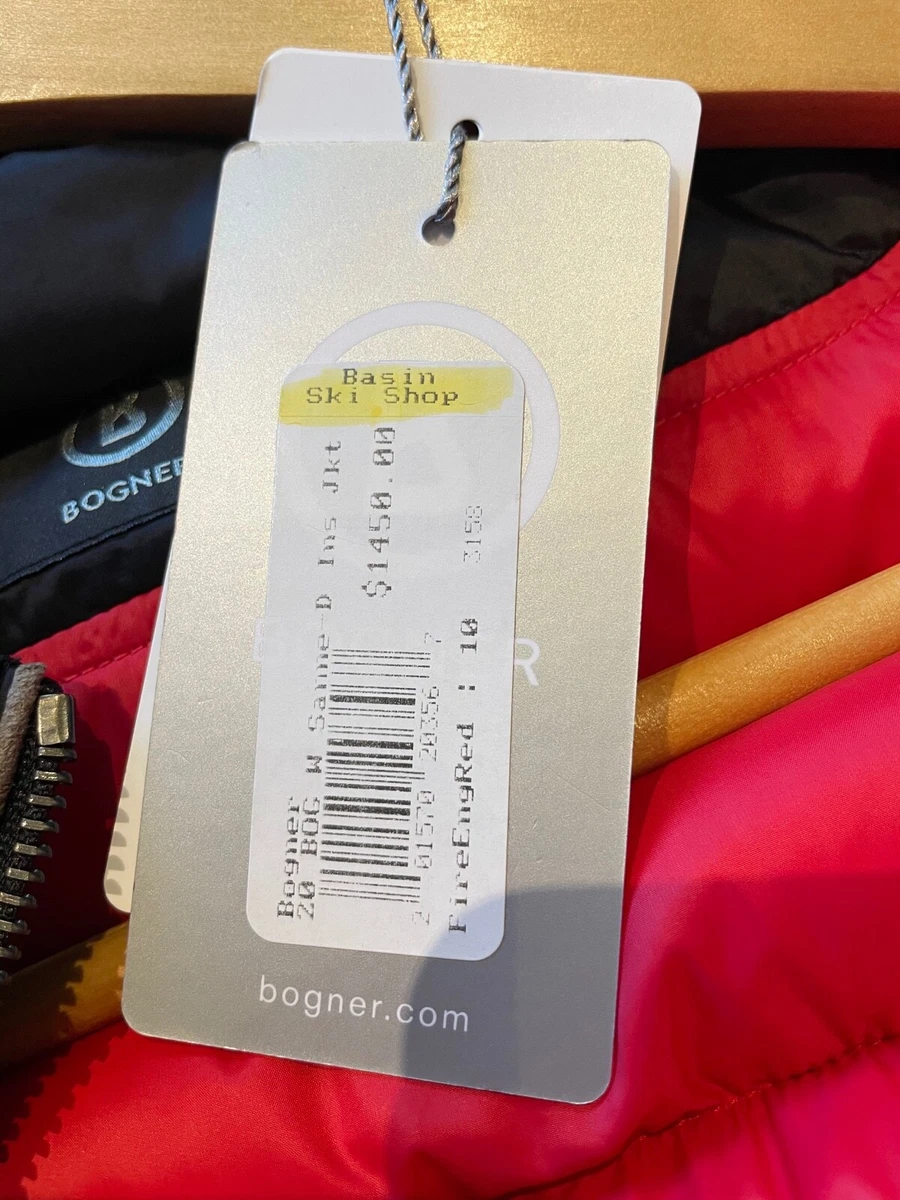 B
BOGNER
Basin
Ski Shop
Bogner
20 BOG W Sanne-D Ins Jkt
$1450.00
2 01570 20356 7
3158
FireEngRed : 10
R
bogner.com